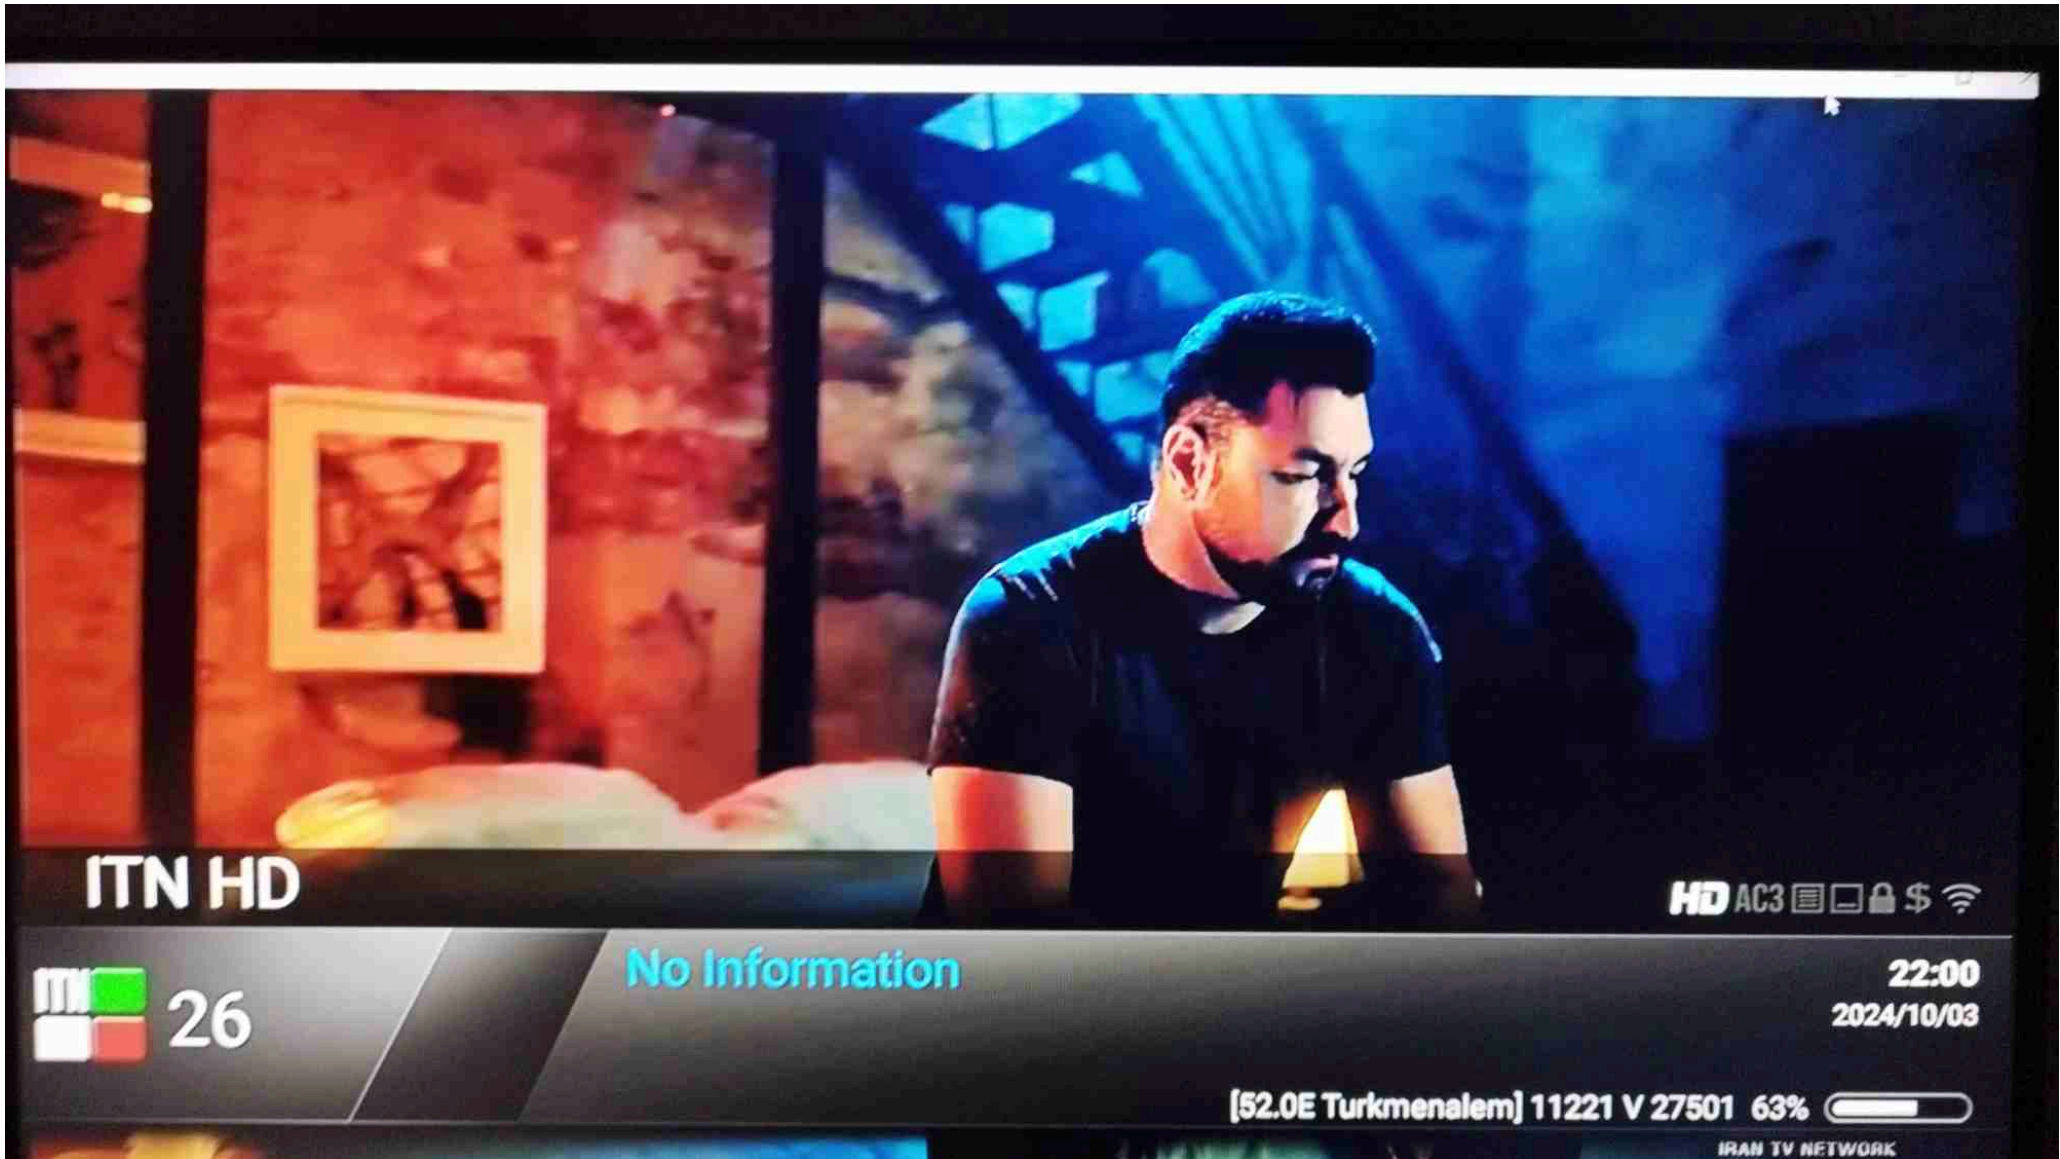 ITN HD
HD AC3 $
ITN
26
No Information
22:00
2024/10/03
[52.0E Turkmenalem] 11221 V 27501 63%
IRAN TV NETWORK